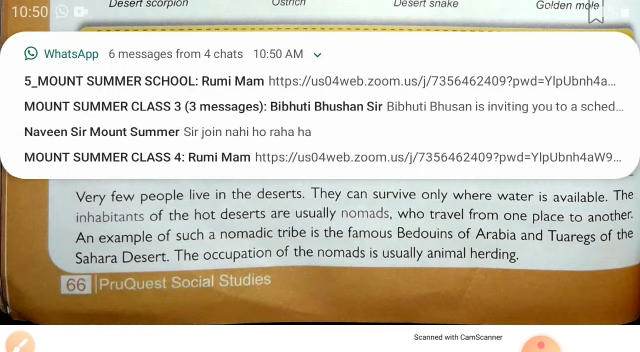 10:50
Desert scorpion Ostrich Desert snake Golden mole
WhatsApp 6 messages from 4 chats 10:50 AM
5_MOUNT SUMMER SCHOOL: Rumi Mam https://us04web.zoom.us/j/7356462409?pwd=YlpUbnh4a...
MOUNT SUMMER CLASS 3 (3 messages): Bibhuti Bhushan Sir Bibhuti Bhusan is inviting you to a sched...
Naveen Sir Mount Summer Sir join nahi ho raha ha
MOUNT SUMMER CLASS 4: Rumi Mam https://us04web.zoom.us/j/7356462409?pwd=YlpUbnh4aW9...
Very few people live in the deserts. They can survive only where water is available. The
inhabitants of the hot deserts are usually nomads, who travel from one place to another.
An example of such a nomadic tribe is the famous Bedouins of Arabia and Tuaregs of the
Sahara Desert. The occupation of the nomads is usually animal herding.
66 PruQuest Social Studies
Scanned with CamScanner